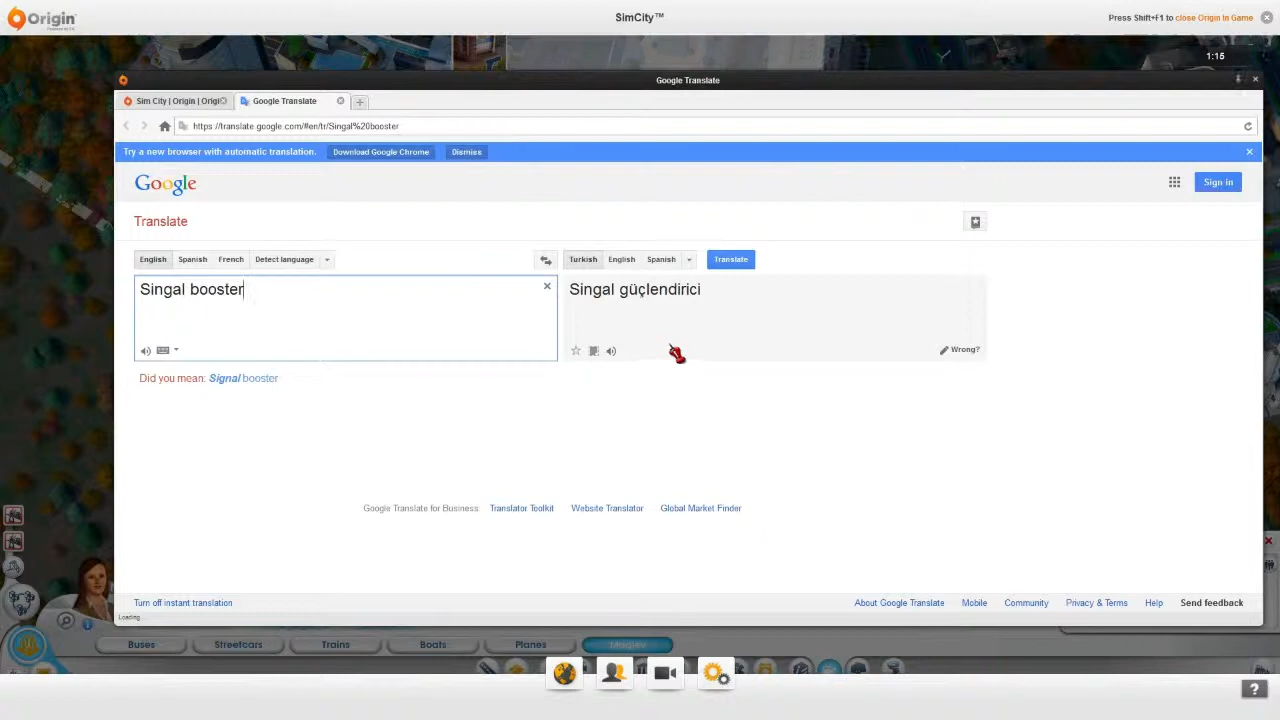 Origin
SimCity™
Press Shift+F1 to close Origin In Game
1:15
Google Translate
Sim City | Origin | Origi
Google Translate
https://translate.google.com/#en/tr/Singal%20booster
Try a new browser with automatic translation.
Download Google Chrome
Dismiss
Google
Sign in
Translate
English Spanish French Detect language
Turkish English Spanish Translate
Singal booster
Singal güçlendirici
Wrong?
Did you mean: Signal booster
Google Translate for Business: Translator Toolkit Website Translator Global Market Finder
Turn off instant translation
About Google Translate Mobile Community Privacy & Terms Help Send feedback
Loading
Buses Streetcars Trains Boats Planes MagLev
?